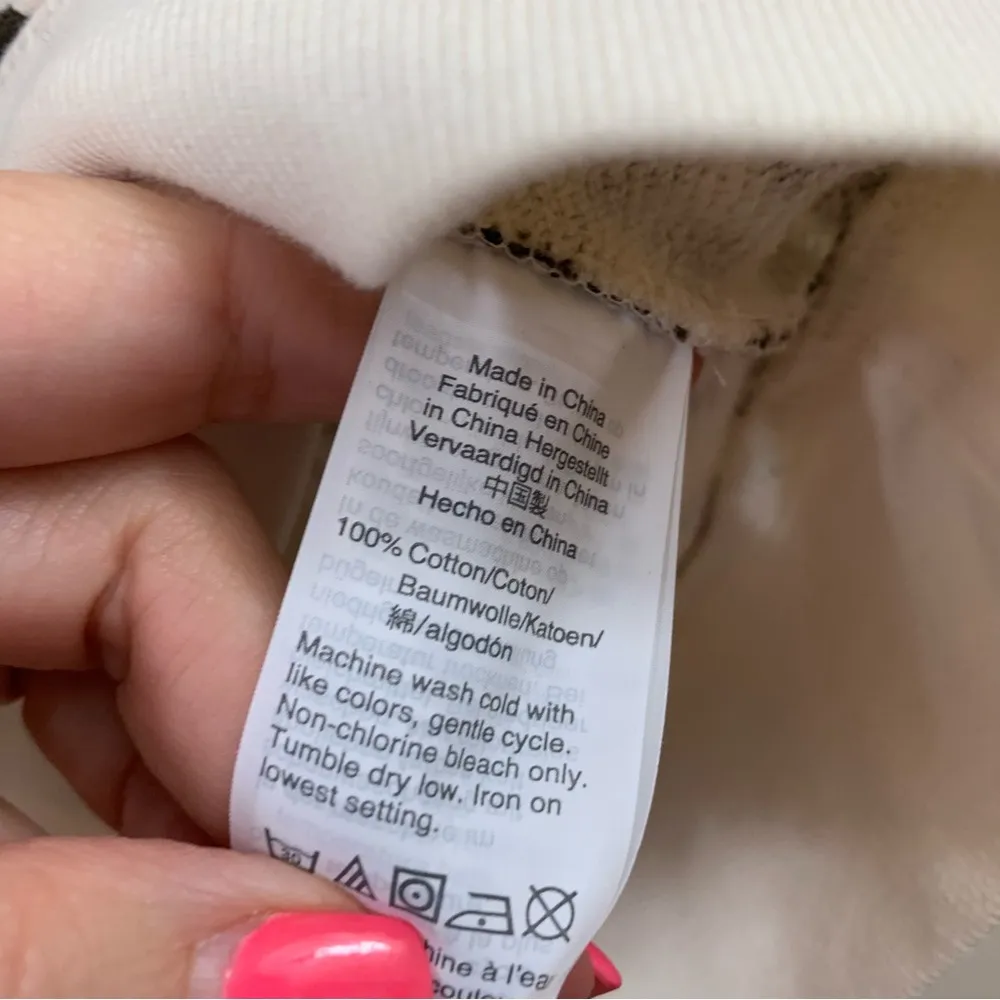 Made in China
Fabriqué en Chine
in China Hergestellt
Vervaardigd in China
中国製
Hecho en China
100% Cotton/Coton/
Baumwolle/Katoen/
綿/algodón
Machine wash cold with
like colors, gentle cycle.
Non-chlorine bleach only.
Tumble dry low. Iron on
lowest setting.
30
à l'eau